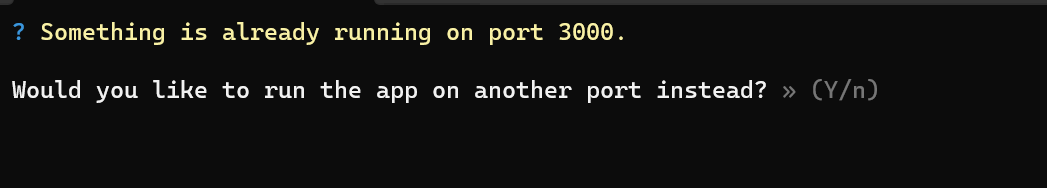 ? Something is already running on port 3000.
Would you like to run the app on another port instead? » (Y/n)